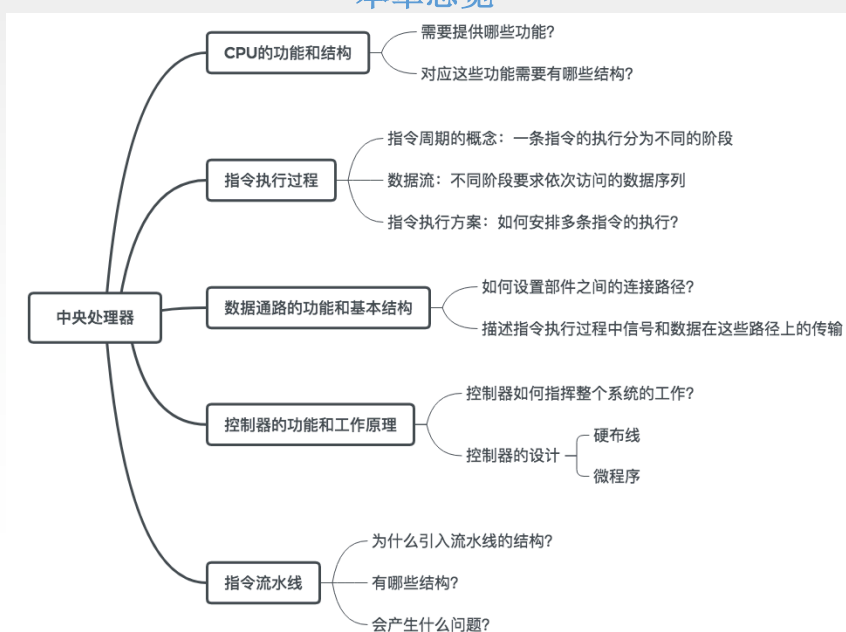 CPU的功能和结构
需要提供哪些功能?
对应这些功能需要有哪些结构?
指令执行过程
指令周期的概念：一条指令的执行分为不同的阶段
数据流：不同阶段要求依次访问的数据序列
指令执行方案：如何安排多条指令的执行?
中央处理器
数据通路的功能和基本结构
如何设置部件之间的连接路径?
描述指令执行过程中信号和数据在这些路径上的传输
控制器的功能和工作原理
控制器如何指挥整个系统的工作?
控制器的设计
硬布线
微程序
指令流水线
为什么引入流水线的结构?
有哪些结构?
会产生什么问题?